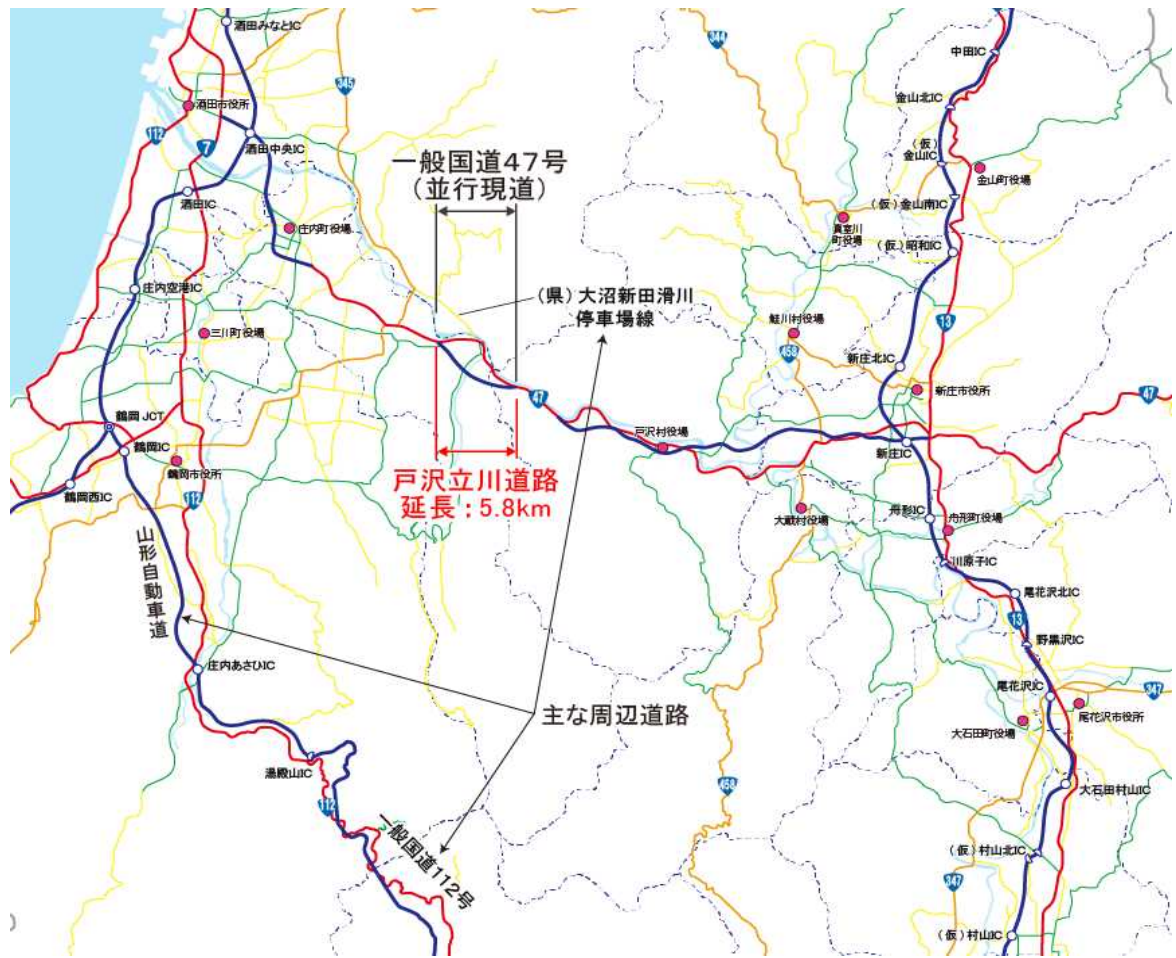 酒田みなとIC
酒田市役所
112
7
345
酒田中央IC
酒田IC
庄内町役場
庄内空港IC
三川町役場
鶴岡JCT
鶴岡IC
鶴岡市役所
鶴岡西IC
112
山形自動車道
庄内あさひIC
湯殿山IC
112
一般国道112号
一般国道47号
(並行現道)
(県)大沼新田滑川
停車場線
47
戸沢立川道路
延長:5.8km
主な周辺道路
戸沢村役場
344
中田IC
金山北IC
(仮)
金山IC
金山町役場
(仮)金山南IC
真室川
町役場
(仮)昭和IC
13
鮭川村役場
458
新庄北IC
新庄市役所
47
新庄IC
大蔵村役場
舟形IC
舟形町役場
川原子IC
尾花沢北IC
13
野黒沢IC
尾花沢IC
347
尾花沢市役所
大石田町役場
458
大石田村山IC
(仮)村山北IC
347
(仮)村山IC